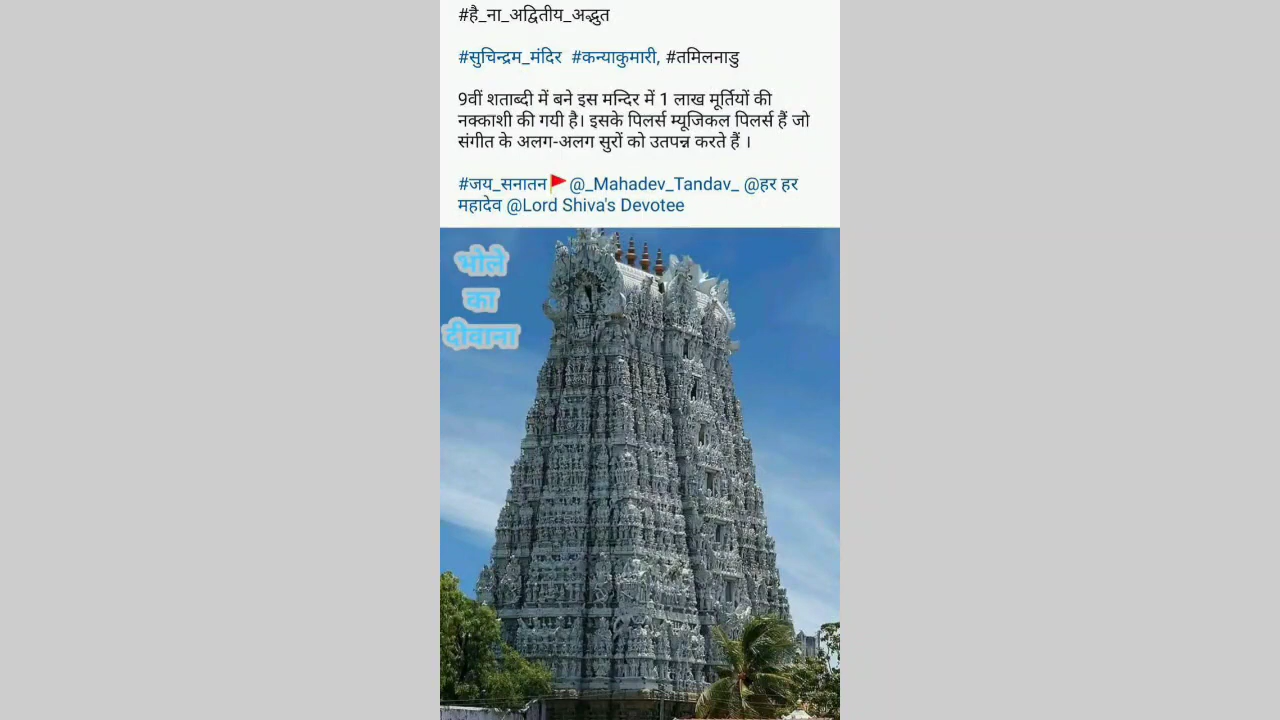 #है_ना_अद्वितीय_अद्भुत
#सुचिन्द्रम_मंदिर #कन्याकुमारी, #तमिलनाडु
9वीं शताब्दी में बने इस मन्दिर में 1 लाख मूर्तियों की
नक्काशी की गयी है। इसके पिलर्स म्यूजिकल पिलर्स हैं जो
संगीत के अलग-अलग सुरों को उतपन्न करते हैं ।
#जय_सनातन🚩@_Mahadev_Tandav_ @हर हर
महादेव @Lord Shiva's Devotee
भोले
का
दीवाना